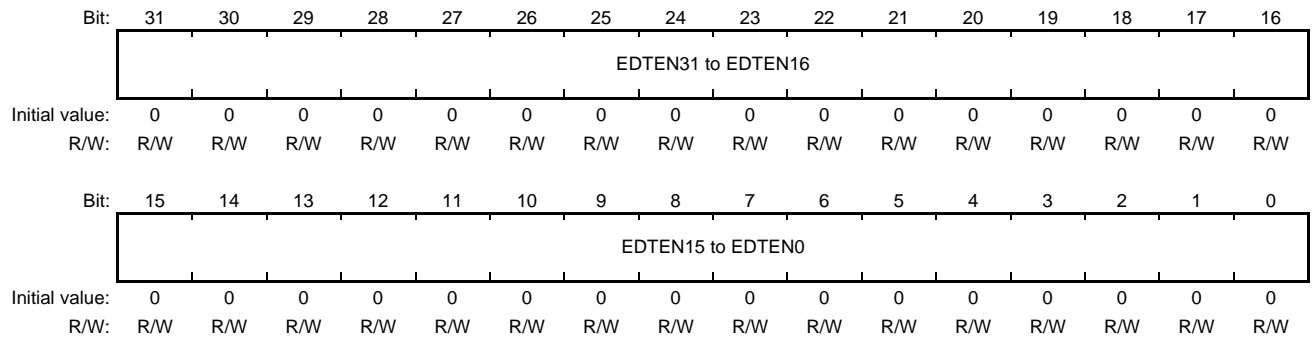 Bit: 31 30 29 28 27 26 25 24 23 22 21 20 19 18 17 16
EDTEN31 to EDTEN16
Initial value: 0 0 0 0 0 0 0 0 0 0 0 0 0 0 0 0
R/W: R/W R/W R/W R/W R/W R/W R/W R/W R/W R/W R/W R/W R/W R/W R/W R/W
Bit: 15 14 13 12 11 10 9 8 7 6 5 4 3 2 1 0
EDTEN15 to EDTEN0
Initial value: 0 0 0 0 0 0 0 0 0 0 0 0 0 0 0 0
R/W: R/W R/W R/W R/W R/W R/W R/W R/W R/W R/W R/W R/W R/W R/W R/W R/W